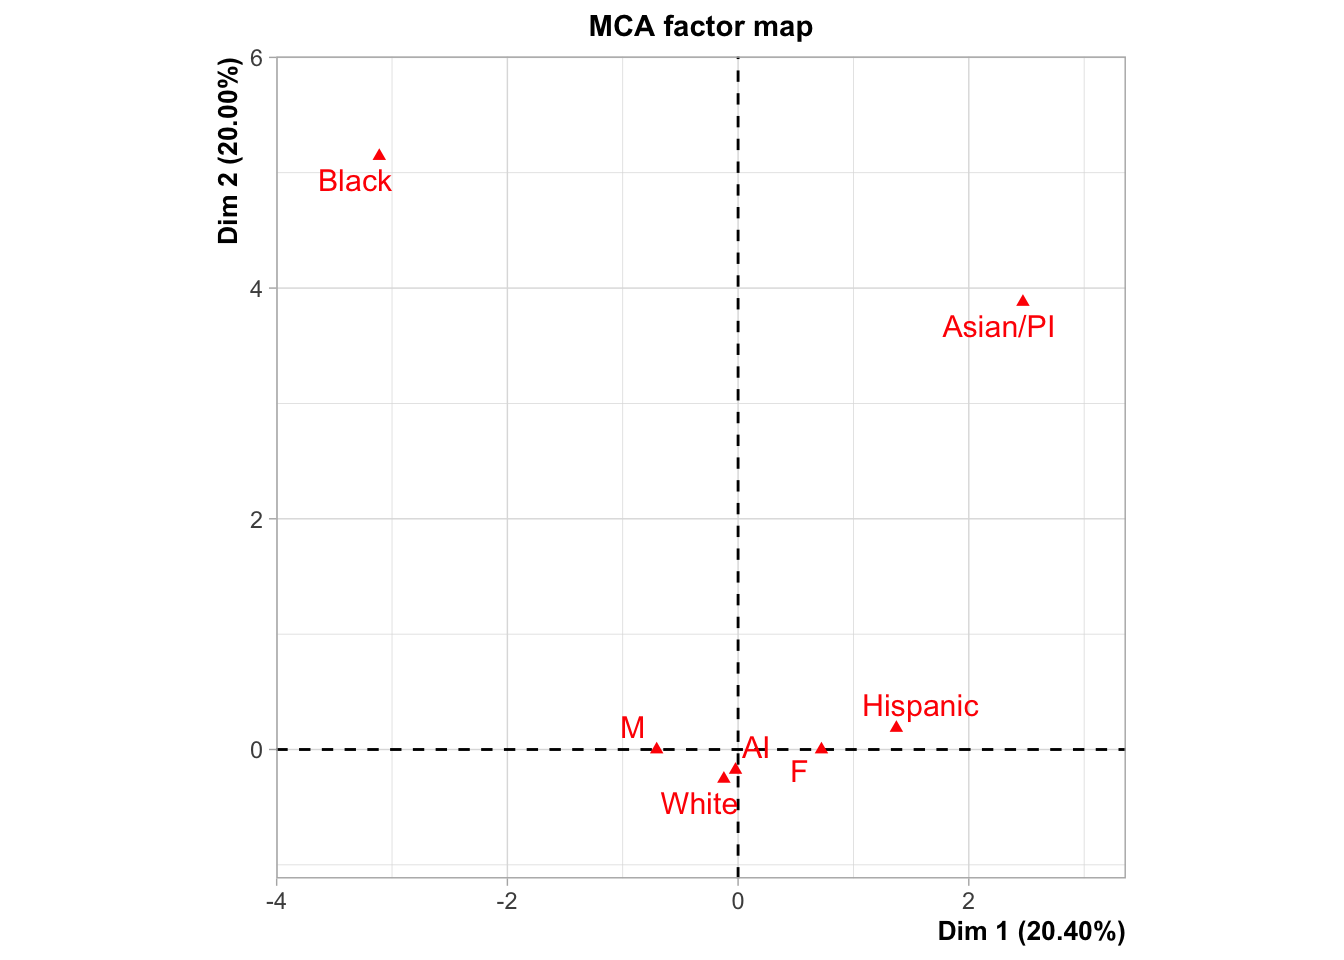 MCA factor map
Dim 2 (20.00%)
6
4
2
0
Black
Asian/PI
Hispanic
M
AI
F
White
-4
-2
0
2
Dim 1 (20.40%)